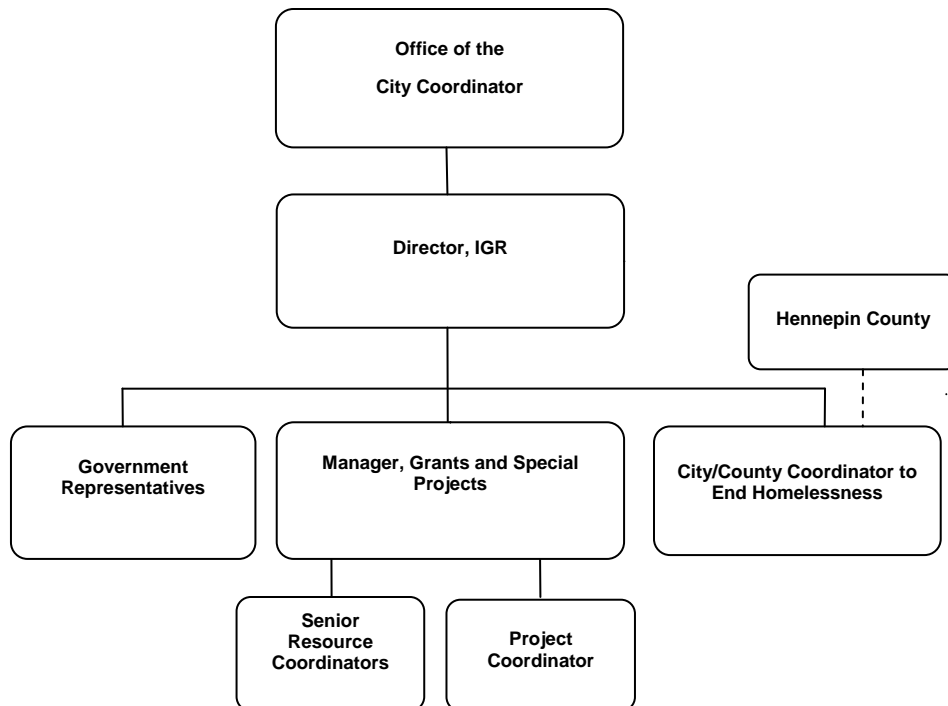 Office of the
City Coordinator
Director, IGR
Hennepin County
Government
Representatives
Manager, Grants and Special
Projects
City/County Coordinator to
End Homelessness
Senior
Resource
Coordinators
Project
Coordinator